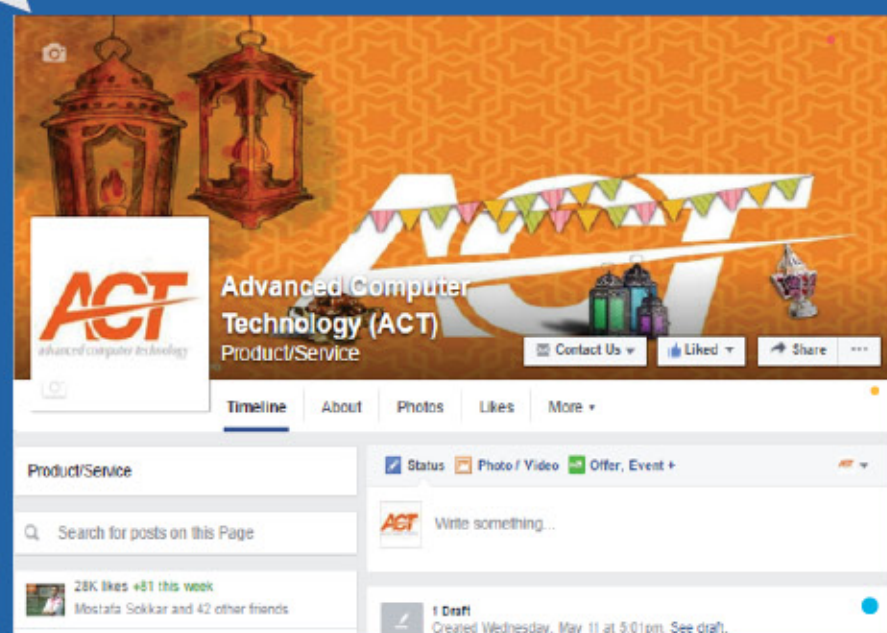 ACT
ACT
advanced computer technology
Advanced Computer
Technology (ACT)
Product/Service
Contact Us
Liked
Share
Timeline
About
Photos
Likes
More
Product/Service
Status
Photo / Video
Offer, Event +
ACT
Search for posts on this Page
ACT
Write something...
28K likes +81 this week
Mostafa Sokkar and 42 other friends
1 Draft
Created Wednesday, May 11 at 5:01pm. See draft.